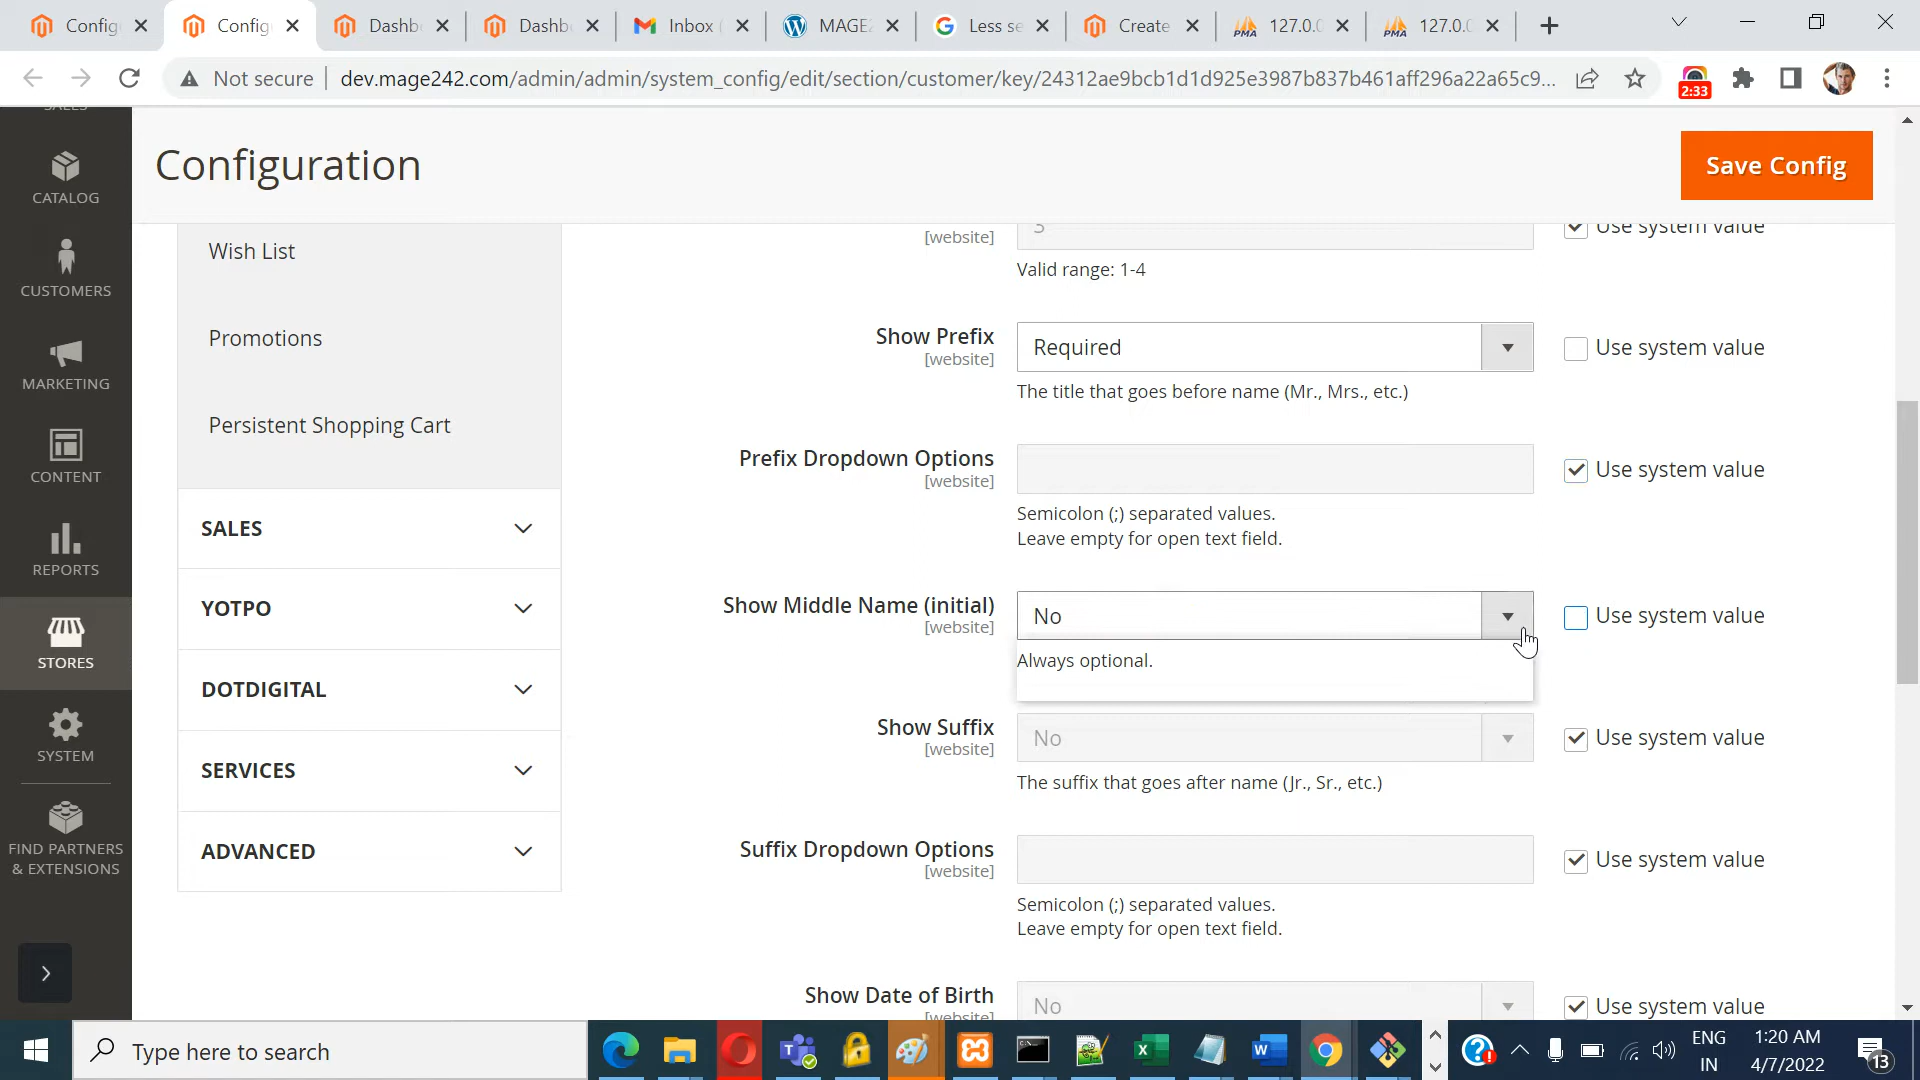 Config
Config
Dashb
Dashb
Inbox (
MAGE2
Less se
Create
PMA
127.0.0
PMA
127.0.0
Not secure
dev.mage242.com/admin/admin/system_config/edit/section/customer/key/24312ae9bcb1d1d925e3987b837b461aff296a22a65c9...
2:33
CATALOG
CUSTOMERS
MARKETING
CONTENT
REPORTS
STORES
SYSTEM
FIND PARTNERS
& EXTENSIONS
Configuration
Save Config
Wish List
Promotions
Persistent Shopping Cart
SALES
YOTPO
DOTDIGITAL
SERVICES
ADVANCED
[website]
3
Use system value
Valid range: 1-4
Show Prefix
[website]
Required
Use system value
The title that goes before name (Mr., Mrs., etc.)
Prefix Dropdown Options
[website]
Use system value
Semicolon (;) separated values.
Leave empty for open text field.
Show Middle Name (initial)
[website]
No
Use system value
Always optional.
Show Suffix
[website]
No
Use system value
The suffix that goes after name (Jr., Sr., etc.)
Suffix Dropdown Options
[website]
Use system value
Semicolon (;) separated values.
Leave empty for open text field.
Show Date of Birth
[website]
No
Use system value
Type here to search
ENG
IN
1:20 AM
4/7/2022
13